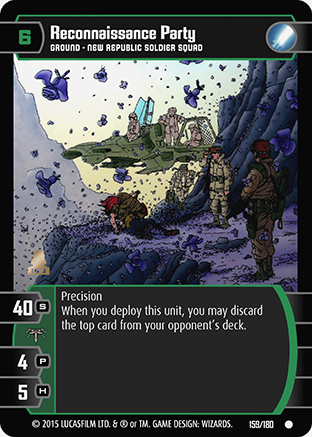 6
Reconnaissance Party
GROUND - NEW REPUBLIC SOLDIER SQUAD
40 S
Precision
When you deploy this unit, you may discard
the top card from your opponent's deck.
4 P
5 H
© 2015 LUCASFILM LTD. & ® or TM. GAME DESIGN: WIZARDS.
159/180